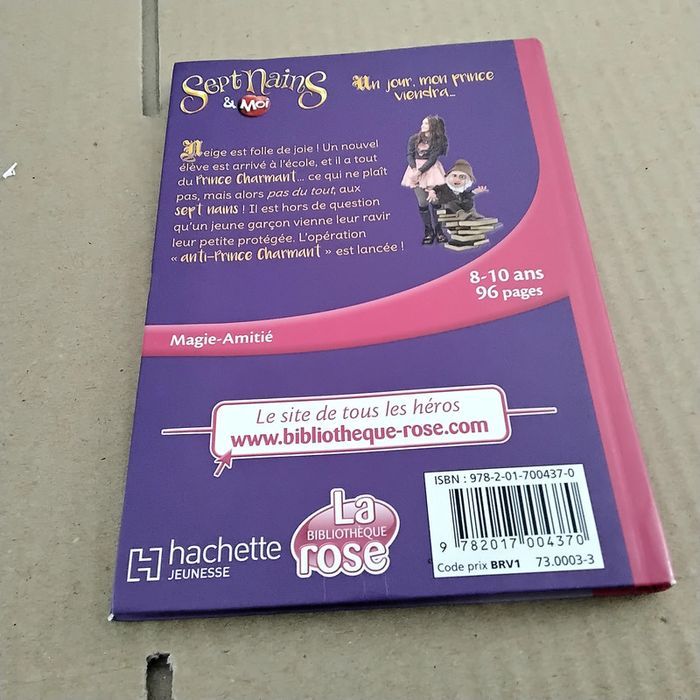 Sept Nains
& Moi
Un jour, mon prince
viendra...
Neige est folle de joie ! Un nouvel
élève est arrivé à l'école, et il a tout
du Prince Charmant... ce qui ne plaît
pas, mais alors pas du tout, aux
sept nains ! Il est hors de question
qu'un jeune garçon vienne leur ravir
leur petite protégée. L'opération
« anti-Prince Charmant » est lancée !
8-10 ans
96 pages
Magie-Amitié
Le site de tous les héros
www.bibliotheque-rose.com
hachette
JEUNESSE
La
BIBLIOTHÈQUE
rose
ISBN : 978-2-01-700437-0
9 782017 004370
Code prix BRV1 73.0003-3